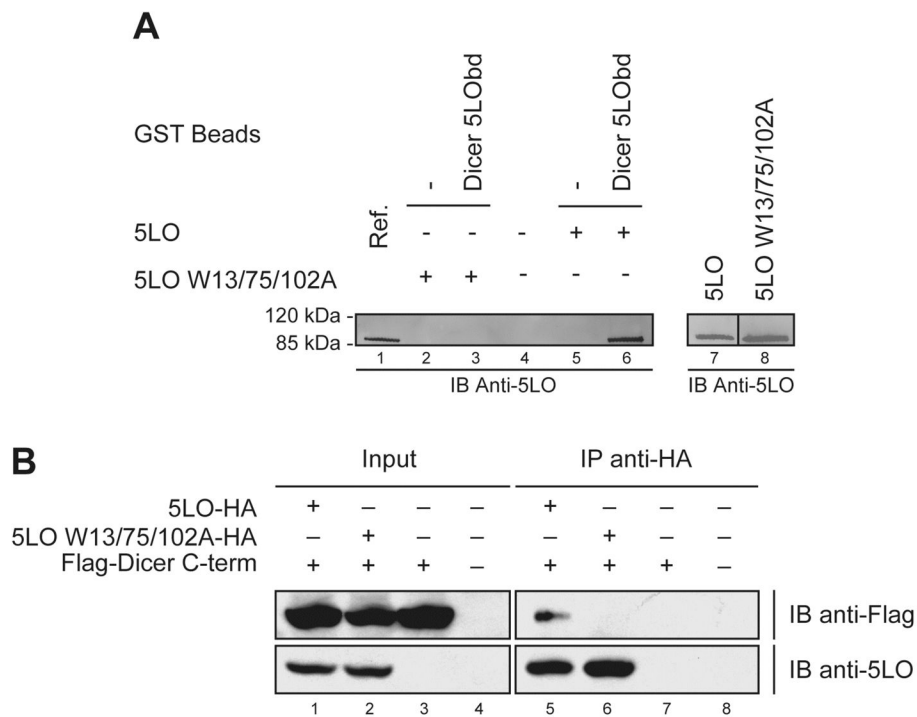 A
GST Beads
Ref. - Dicer 5LObd - Dicer 5LObd 5LO 5LO W13/75/102A
5LO - - - + +
5LO W13/75/102A + + - - -
120 kDa -
85 kDa -
1 2 3 4 5 6 7 8
IB Anti-5LO IB Anti-5LO
B
Input IP anti-HA
5LO-HA + – – – + – – –
5LO W13/75/102A-HA – + – – – + – –
Flag-Dicer C-term + + + – + + + –
IB anti-Flag
IB anti-5LO
1 2 3 4 5 6 7 8